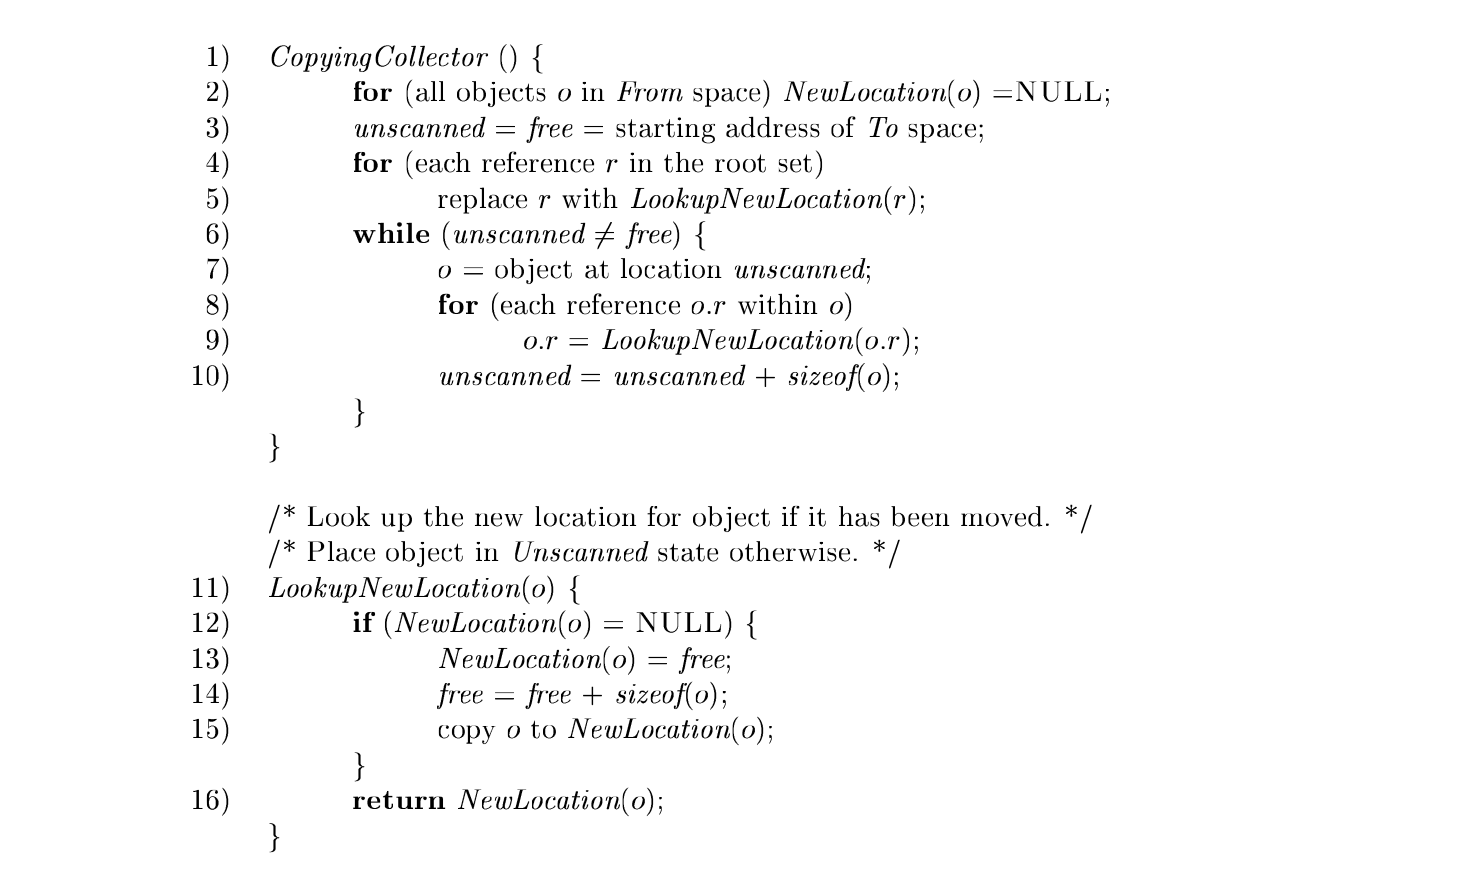 1) CopyingCollector () {
2) for (all objects o in From space) NewLocation(o) =NULL;
3) unscanned = free = starting address of To space;
4) for (each reference r in the root set)
5) replace r with LookupNewLocation(r);
6) while (unscanned ≠ free) {
7) o = object at location unscanned;
8) for (each reference o.r within o)
9) o.r = LookupNewLocation(o.r);
10) unscanned = unscanned + sizeof(o);
}
}
/* Look up the new location for object if it has been moved. */
/* Place object in Unscanned state otherwise. */
11) LookupNewLocation(o) {
12) if (NewLocation(o) = NULL) {
13) NewLocation(o) = free;
14) free = free + sizeof(o);
15) copy o to NewLocation(o);
}
16) return NewLocation(o);
}